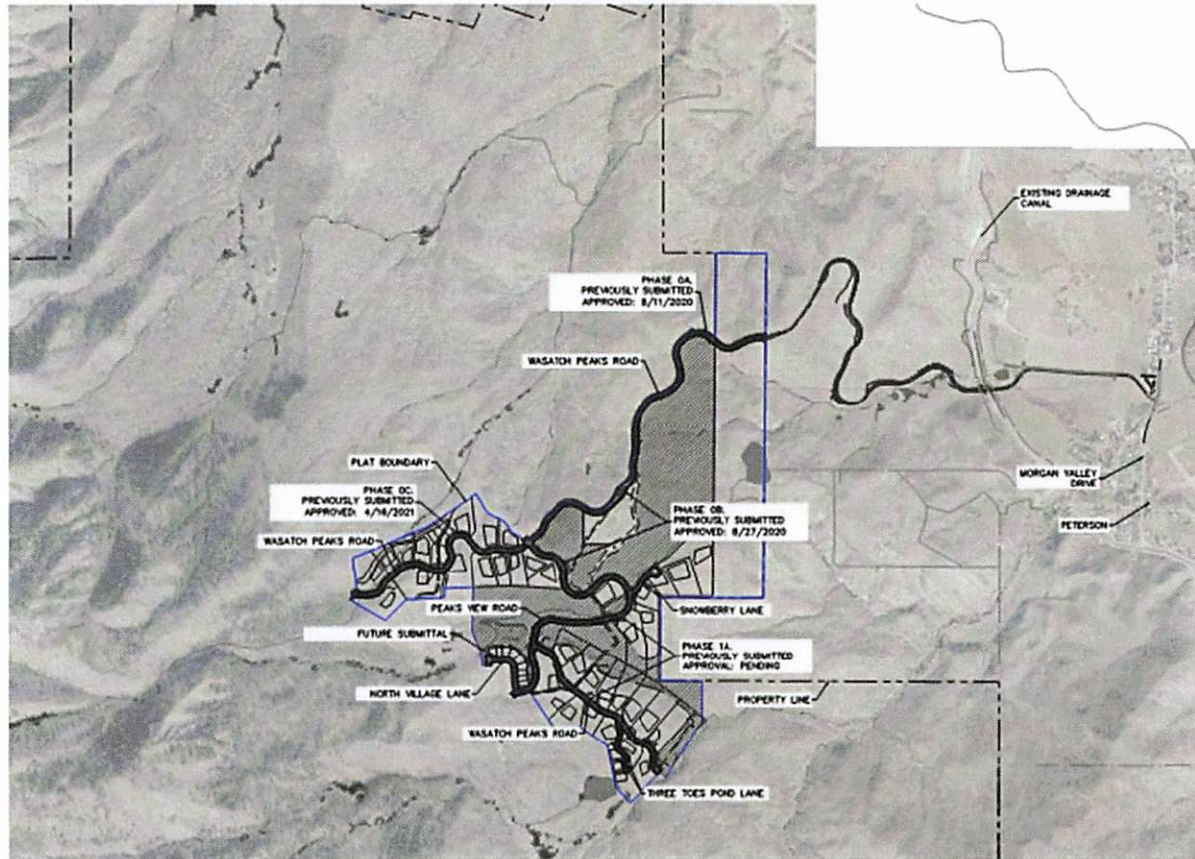 EXISTING DRAINAGE
CANAL
PHASE 0A,
PREVIOUSLY SUBMITTED
APPROVED: 8/11/2020
WASATCH PEAKS ROAD
PLAT BOUNDARY
PHASE 0C,
PREVIOUSLY SUBMITTED
APPROVED: 4/16/2021
WASATCH PEAKS ROAD
MORGAN VALLEY
DRIVE
PETERSON
PHASE 0B,
PREVIOUSLY SUBMITTED
APPROVED: 8/27/2020
PEAKS VIEW ROAD
SNOWBERRY LANE
FUTURE SUBMITTAL
PHASE 1A,
PREVIOUSLY SUBMITTED
APPROVAL: PENDING
NORTH VILLAGE LANE
PROPERTY LINE
WASATCH PEAKS ROAD
THREE TOES POND LANE